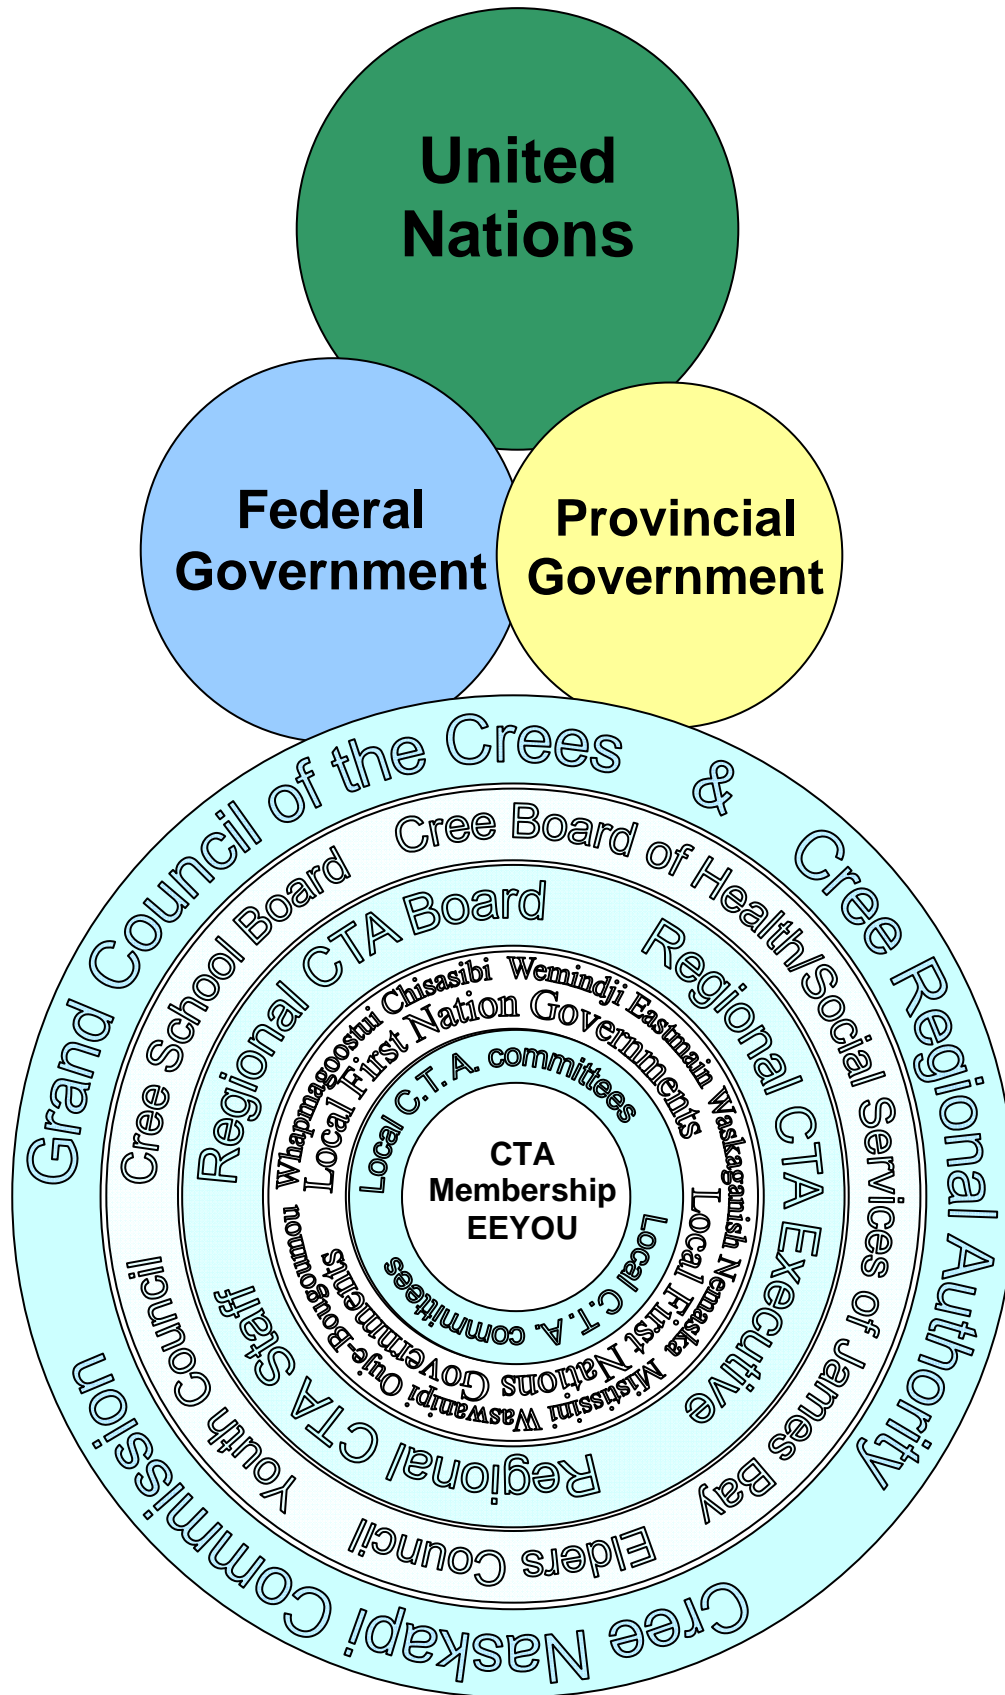 United
Nations
Federal
Government
Provincial
Government
Grand Council of the Crees & Cree Regional Authority
Cree Naskapi Commission
Cree School Board
Cree Board of Health/Social Services of James Bay
Elders Council
Youth Council
Regional CTA Board
Regional CTA Executive
Regional CTA Staff
Whapmagoostui Chisasibi Wemindji Eastmain Waskaganish Nemaska Mistissini Waswanipi Ouje-Bougoumou
Local First Nation Governments
Local First Nations Governments
Local C.T.A. committees
Local C.T.A. committees
CTA
Membership
EEYOU